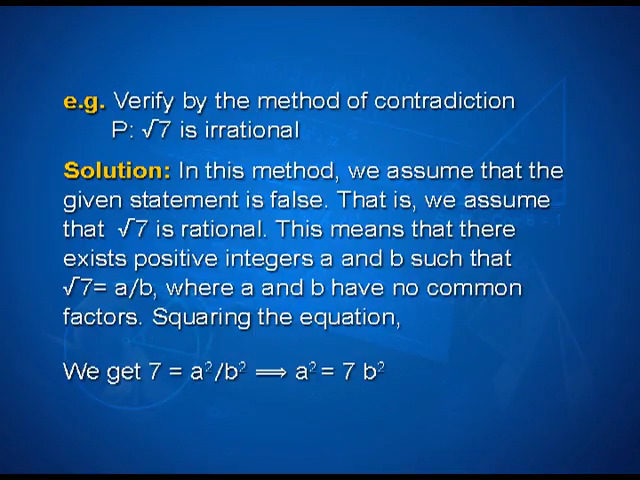 e.g. Verify by the method of contradiction
P: √7 is irrational
Solution: In this method, we assume that the
given statement is false. That is, we assume
that √7 is rational. This means that there
exists positive integers a and b such that
√7= a/b, where a and b have no common
factors. Squaring the equation,
We get 7 = a²/b² ⟹ a² = 7 b²